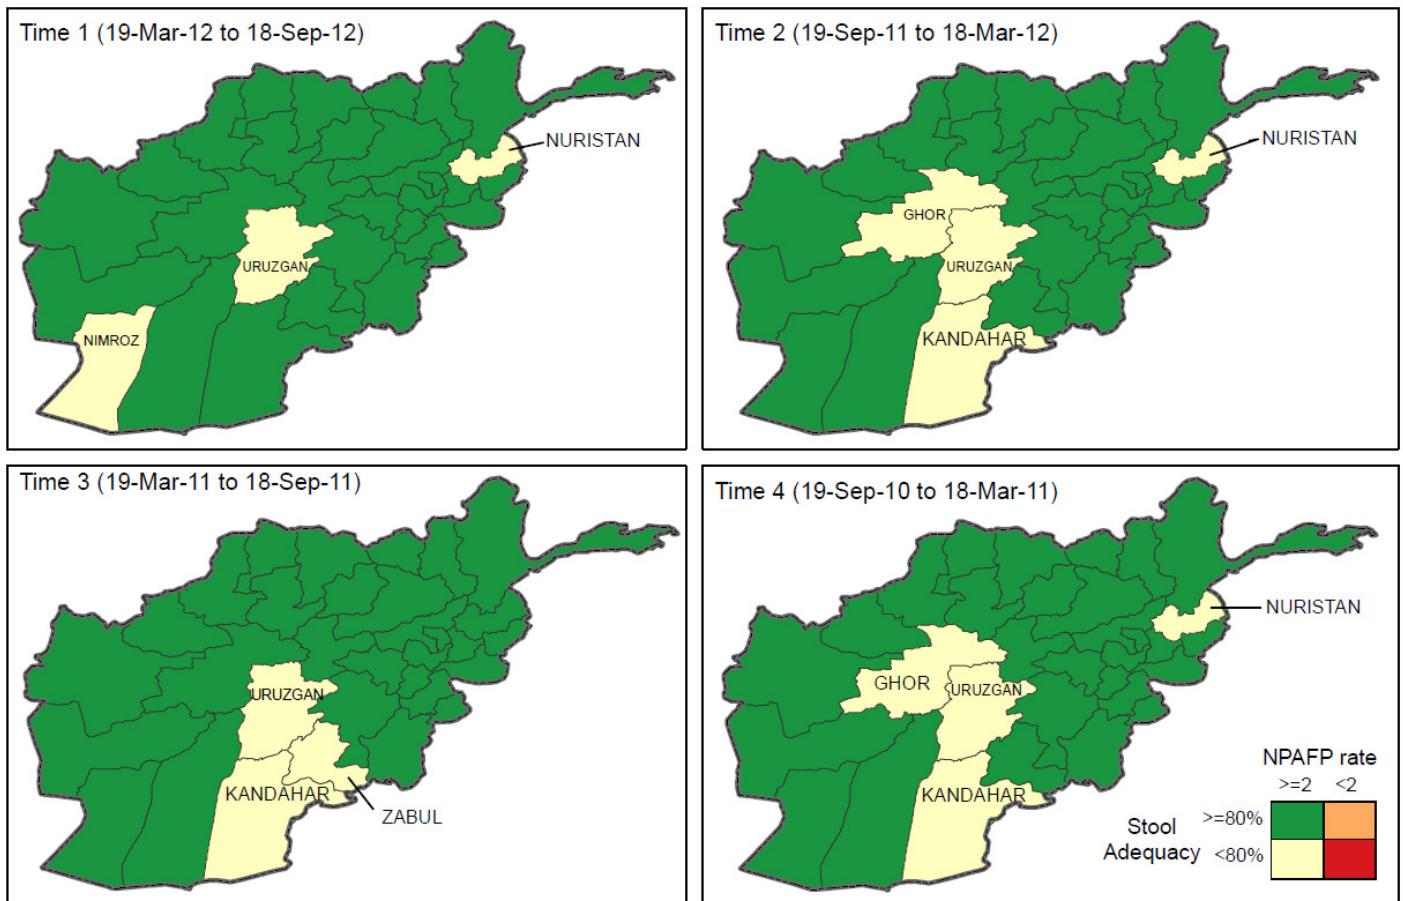 Time 1 (19-Mar-12 to 18-Sep-12)
NURISTAN
URUZGAN
NIMROZ
Time 2 (19-Sep-11 to 18-Mar-12)
NURISTAN
GHOR
URUZGAN
KANDAHAR
Time 3 (19-Mar-11 to 18-Sep-11)
URUZGAN
KANDAHAR
ZABUL
Time 4 (19-Sep-10 to 18-Mar-11)
NURISTAN
GHOR
URUZGAN
KANDAHAR
NPAFP rate
>=2 <2
Stool
Adequacy
>=80%
<80%